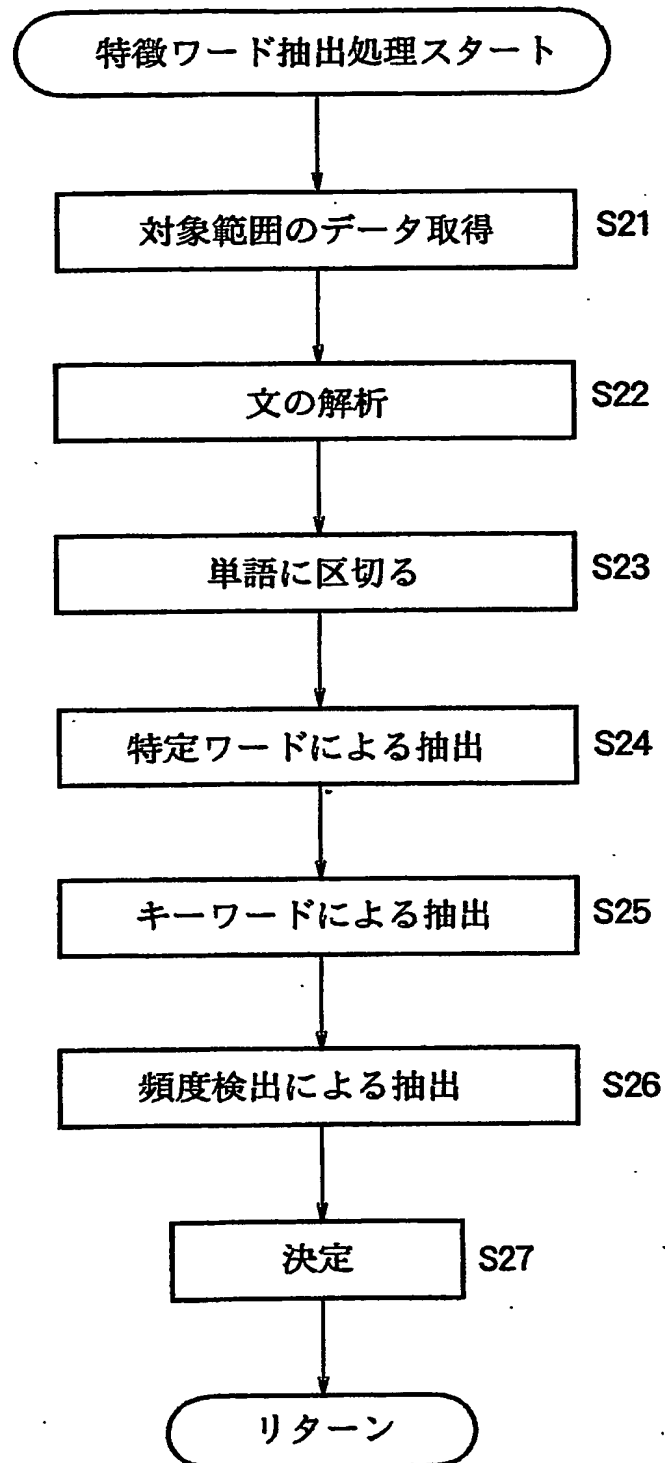 特徴ワード抽出処理スタート
対象範囲のデータ取得 S21
文の解析 S22
単語に区切る S23
特定ワードによる抽出 S24
キーワードによる抽出 S25
頻度検出による抽出 S26
決定 S27
リターン